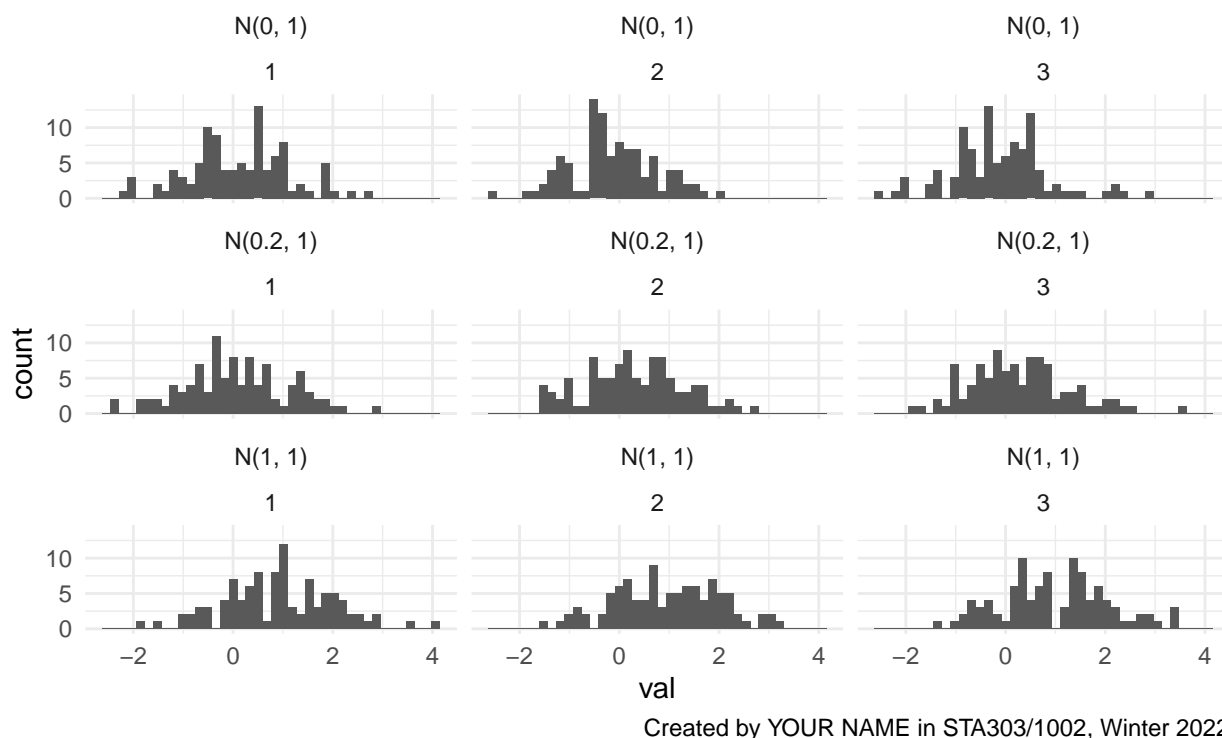 N(0, 1) N(0, 1) N(0, 1)
1 2 3
10
5
0
N(0.2, 1) N(0.2, 1) N(0.2, 1)
1 2 3
count
10
5
0
N(1, 1) N(1, 1) N(1, 1)
1 2 3
10
5
0
−2 0 2 4 −2 0 2 4 −2 0 2 4
val
Created by YOUR NAME in STA303/1002, Winter 2022